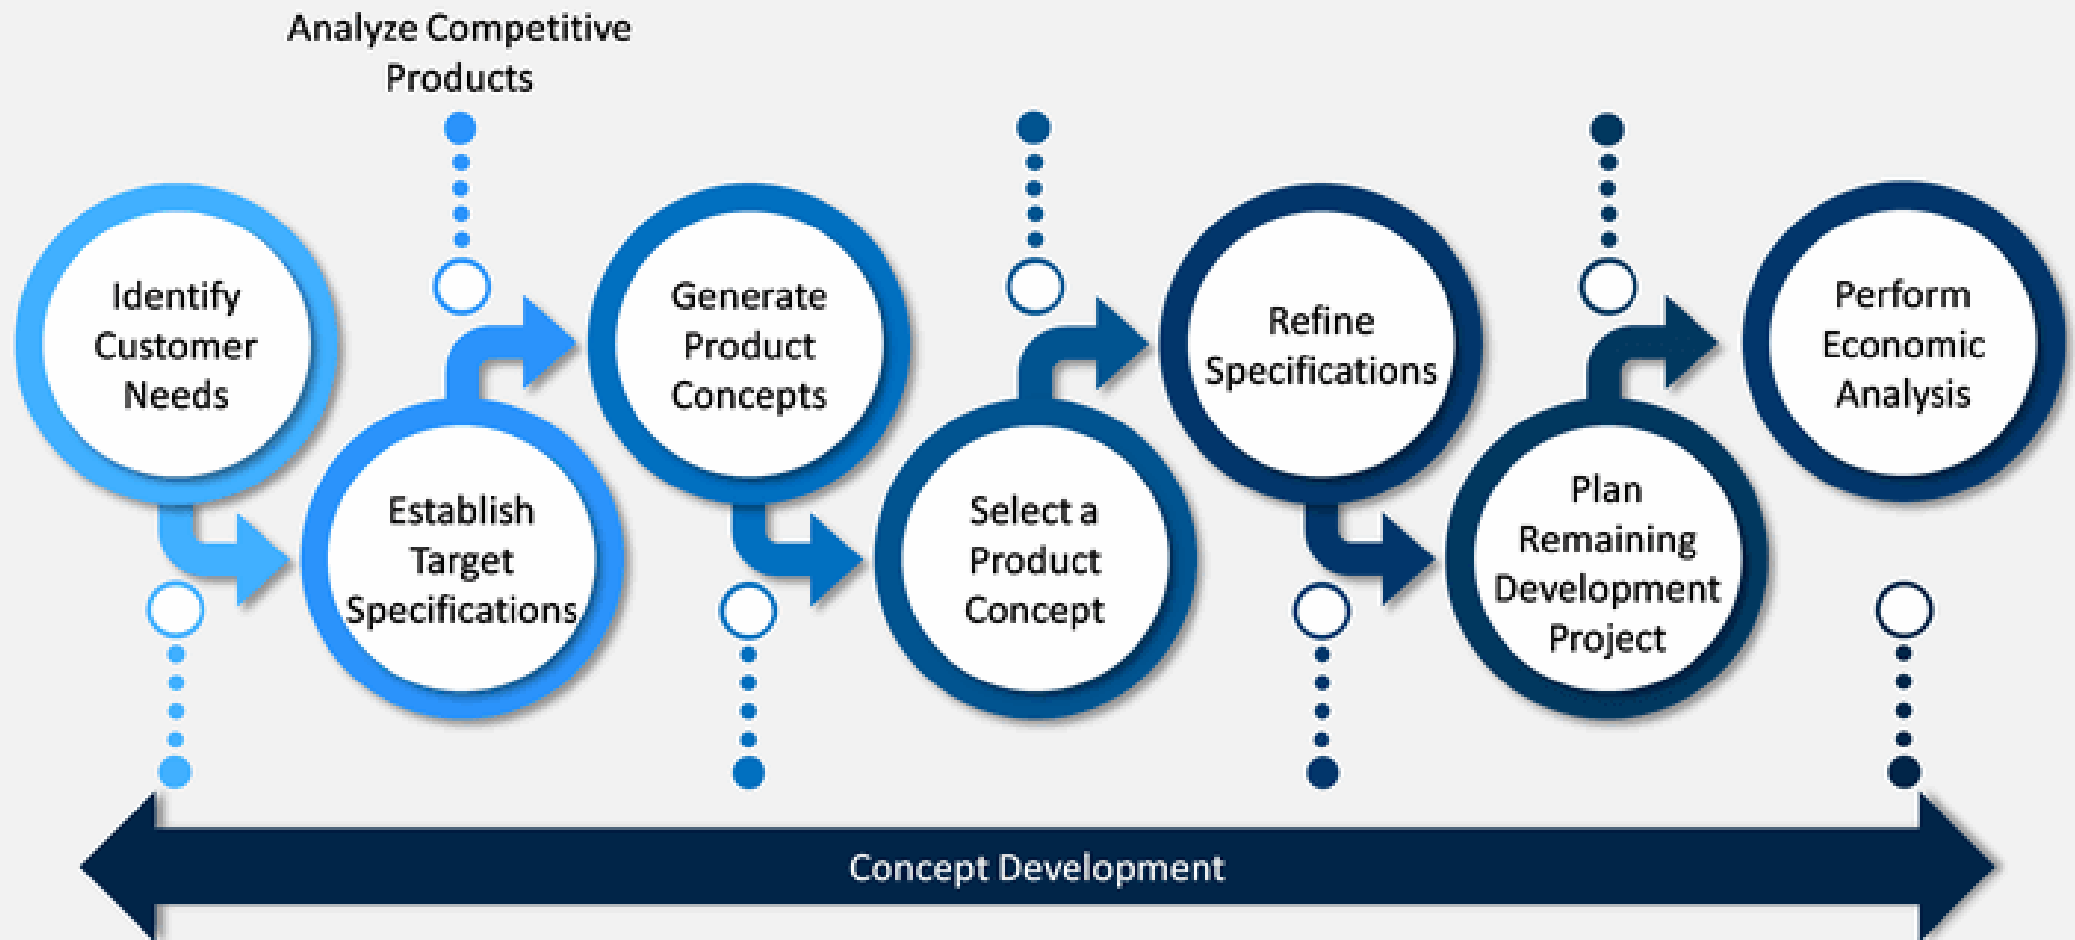 Analyze Competitive
Products
Identify
Customer
Needs
Establish
Target
Specifications
Generate
Product
Concepts
Select a
Product
Concept
Refine
Specifications
Plan
Remaining
Development
Project
Perform
Economic
Analysis
Concept Development